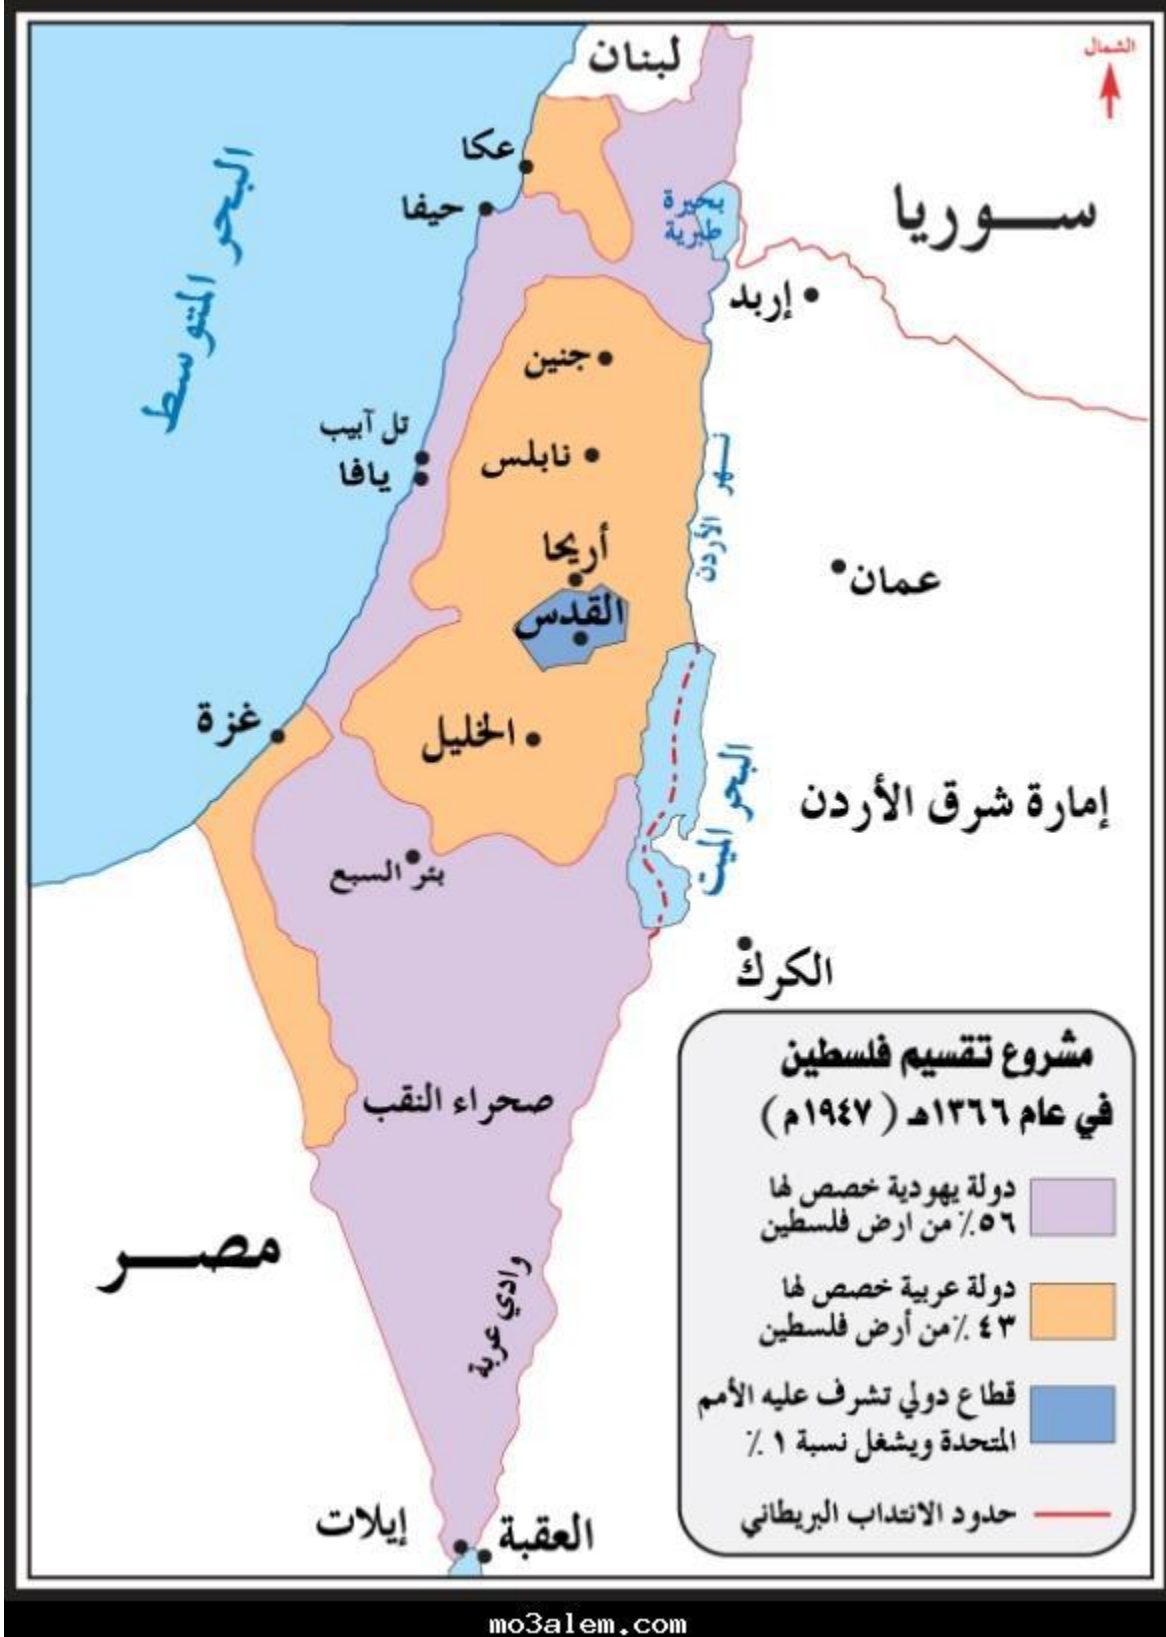 الشمال
لبنان
سوريا
عكا
حيفا
بحيرة
طبرية
البحر المتوسط
إربد
جنين
تل آبيب
يافا
نابلس
نهر الأردن
أريحا
عمان
القدس
غزة
الخليل
البحر الميت
إمارة شرق الأردن
بئر السبع
الكرك
صحراء النقب
مصر
وادي عربة
إيلات
العقبة
مشروع تقسيم فلسطين
في عام ١٣٦٦هـ ( ١٩٤٧م )
دولة يهودية خصص لها
٥٦٪ من ارض فلسطين
دولة عربية خصص لها
٤٣٪ من أرض فلسطين
قطاع دولي تشرف عليه الأمم
المتحدة ويشغل نسبة ١٪
حدود الانتداب البريطاني
mo3alem.com